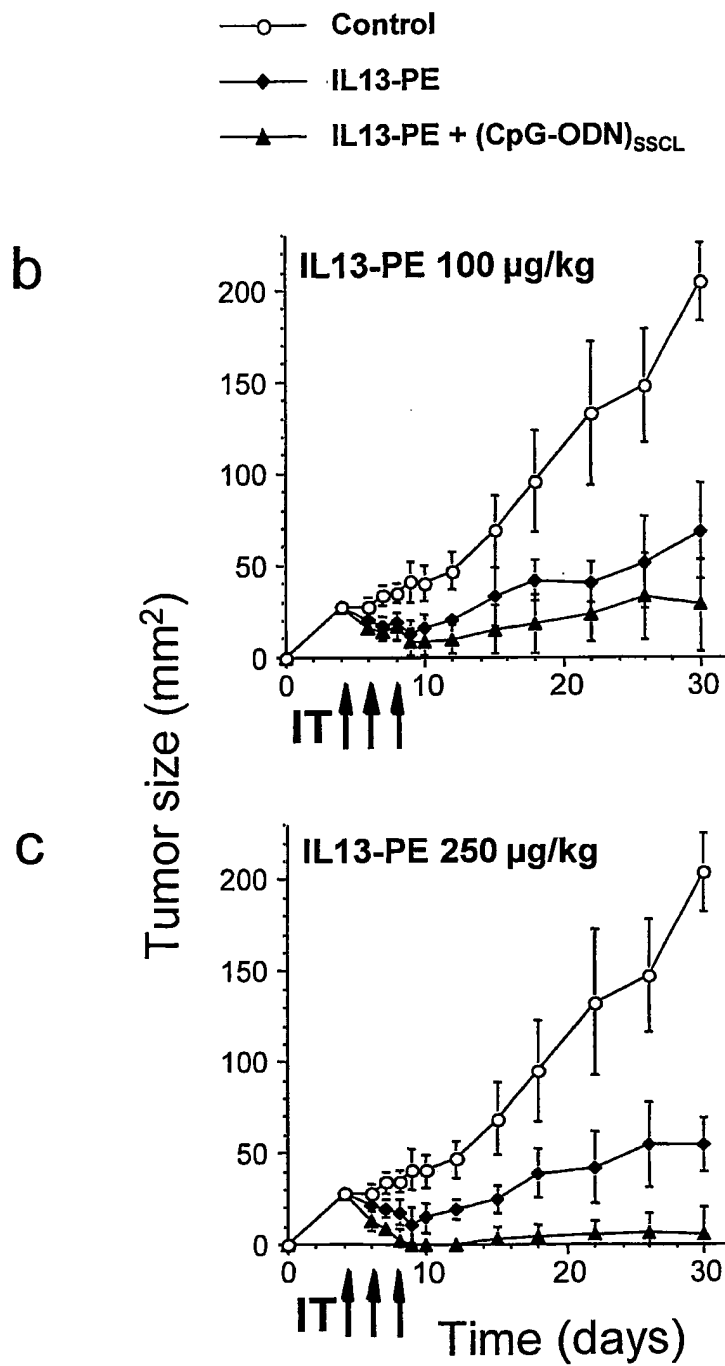 Control
IL13-PE
IL13-PE + (CpG-ODN)SSCL
b
IL13-PE 100 µg/kg
200
150
100
50
0
0
10
20
30
IT
Tumor size (mm²)
c
IL13-PE 250 µg/kg
200
150
100
50
0
0
10
20
30
IT
Time (days)